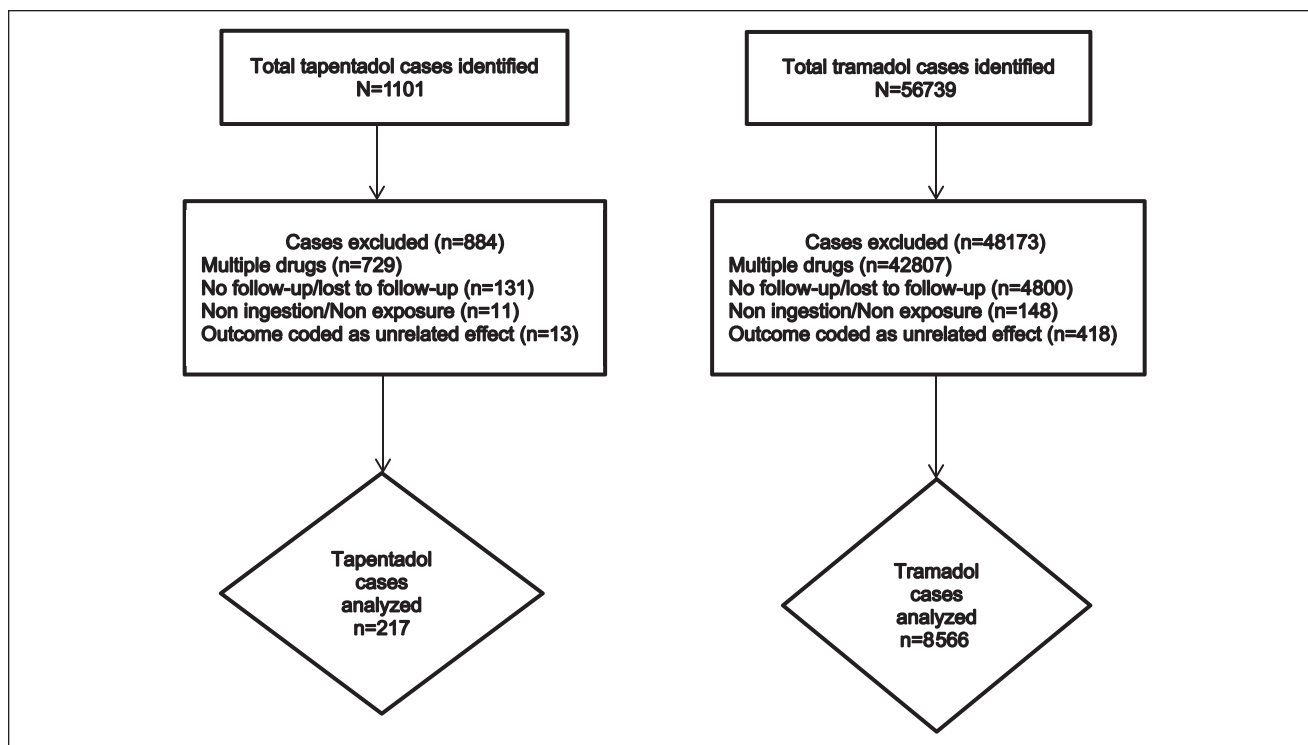 Total tapentadol cases identified
N=1101
Cases excluded (n=884)
Multiple drugs (n=729)
No follow-up/lost to follow-up (n=131)
Non ingestion/Non exposure (n=11)
Outcome coded as unrelated effect (n=13)
Tapentadol
cases
analyzed
n=217
Total tramadol cases identified
N=56739
Cases excluded (n=48173)
Multiple drugs (n=42807)
No follow-up/lost to follow-up (n=4800)
Non ingestion/Non exposure (n=148)
Outcome coded as unrelated effect (n=418)
Tramadol
cases
analyzed
n=8566